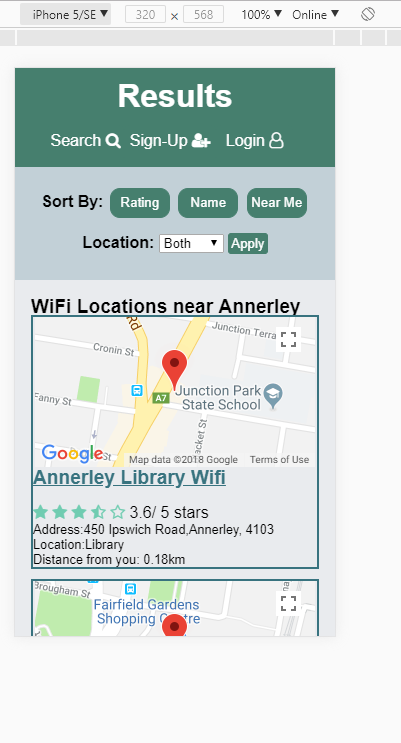 iPhone 5/SE ▼ 320 × 568 100% ▼ Online ▼
Results
Search Sign-Up Login
Sort By: Rating Name Near Me
Location: Both Apply
WiFi Locations near Annerley
Rd
Junction Terra
Cronin St
Junction Park
State School
Fanny St
A7
acket St
Google
Map data ©2018 Google Terms of Use
Annerley Library Wifi
3.6/ 5 stars
Address:450 Ipswich Road,Annerley, 4103
Location:Library
Distance from you: 0.18km
Brougham St
Fairfield Gardens
Shopping Centre